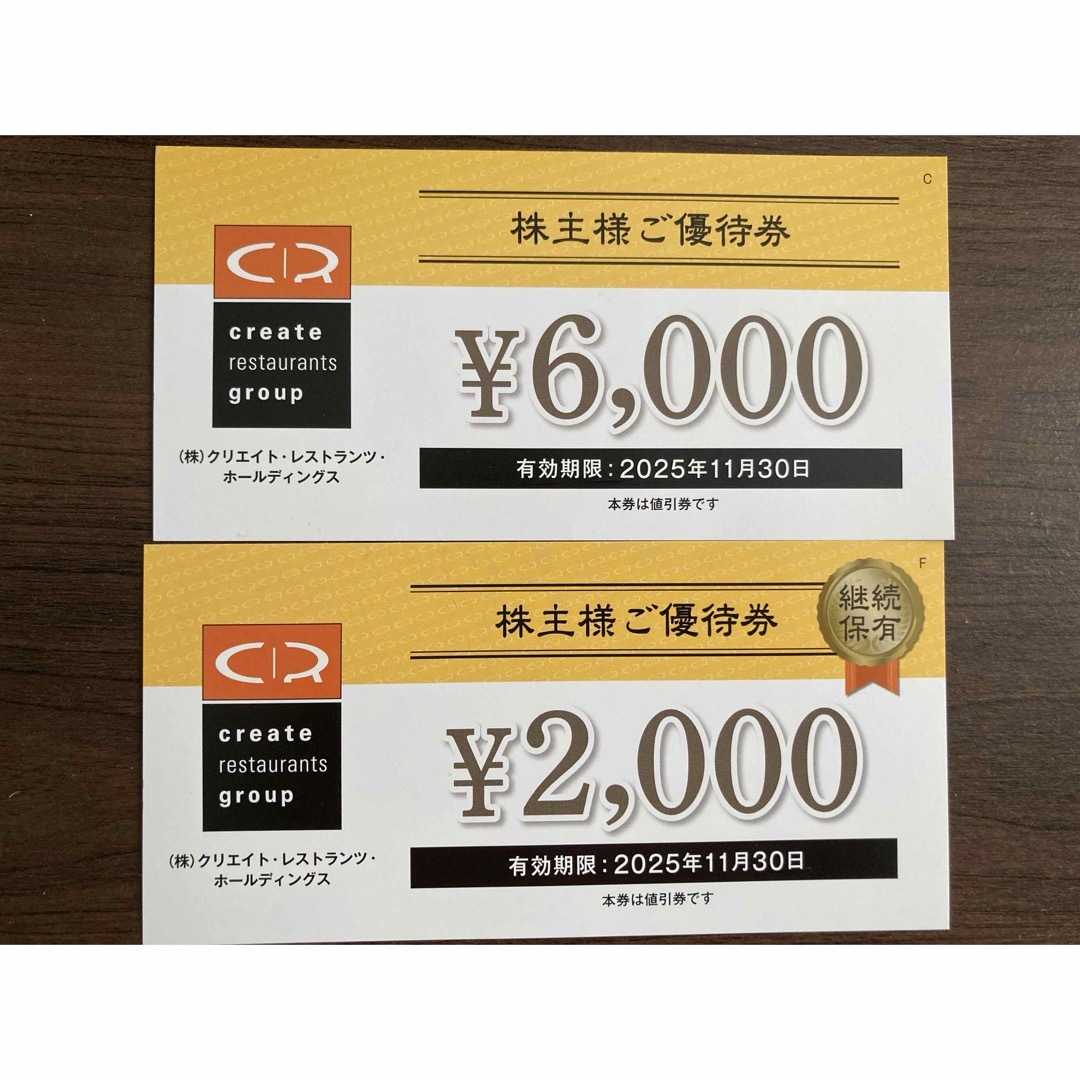 C
株主様ご優待券
CR
create
restaurants
group
¥6,000
(株)クリエイト・レストランツ・
ホールディングス
有効期限:2025年11月30日
本券は値引券です
F
株主様ご優待券
継続
保有
CR
create
restaurants
group
¥2,000
(株)クリエイト・レストランツ・
ホールディングス
有効期限:2025年11月30日
本券は値引券です